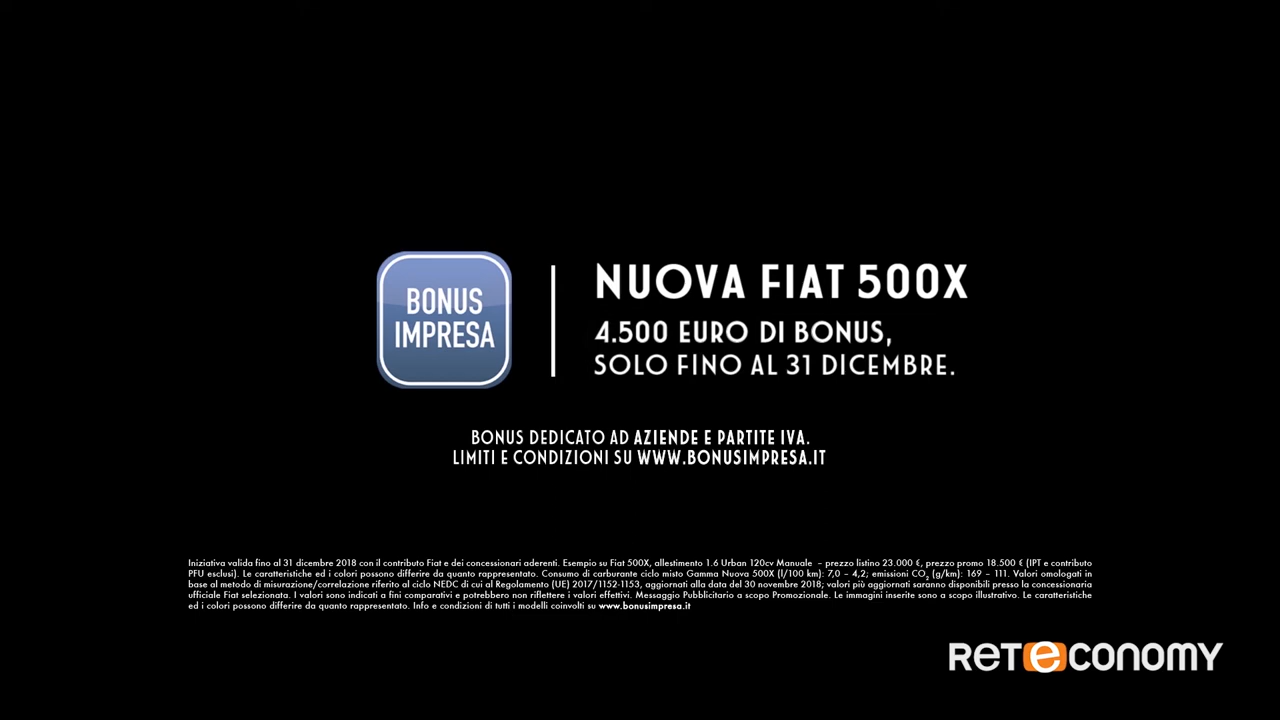 BONUS
IMPRESA
NUOVA FIAT 500X
4.500 EURO DI BONUS,
SOLO FINO AL 31 DICEMBRE.
BONUS DEDICATO AD AZIENDE E PARTITE IVA.
LIMITI E CONDIZIONI SU WWW.BONUSIMPRESA.IT
Iniziativa valida fino al 31 dicembre 2018 con il contributo Fiat e dei concessionari aderenti. Esempio su Fiat 500X, allestimento 1.6 Urban 120cv Manuale – prezzo listino 23.000 €, prezzo promo 18.500 € (IPT e contributo
PFU esclusi). Le caratteristiche ed i colori possono differire da quanto rappresentato. Consumo di carburante ciclo misto Gamma Nuova 500X (l/100 km): 7,0 – 4,2; emissioni CO₂ (g/km): 169 – 111. Valori omologati in
base al metodo di misurazione/correlazione riferito al ciclo NEDC di cui al Regolamento (UE) 2017/1152-1153, aggiornati alla data del 30 novembre 2018; valori più aggiornati saranno disponibili presso la concessionaria
ufficiale Fiat selezionata. I valori sono indicati a fini comparativi e potrebbero non riflettere i valori effettivi. Messaggio Pubblicitario a scopo Promozionale. Le immagini inserite sono a scopo illustrativo. Le caratteristiche
ed i colori possono differire da quanto rappresentato. Info e condizioni di tutti i modelli coinvolti su www.bonusimpresa.it
RETeCONOMY